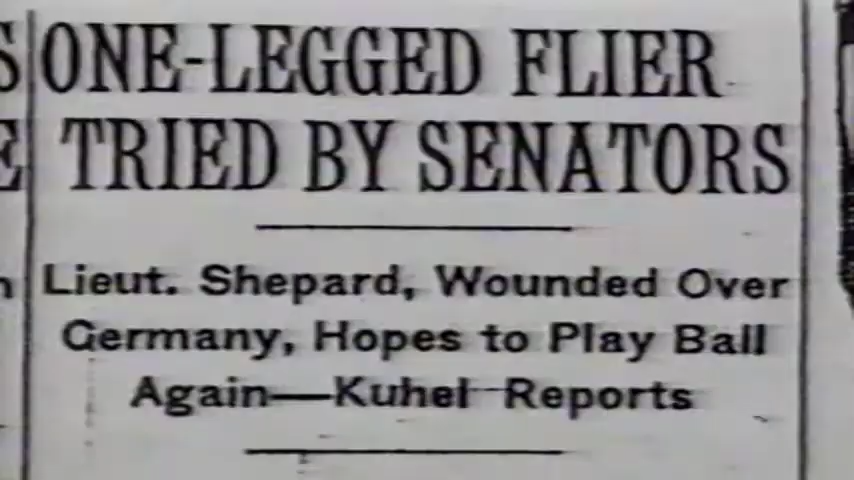 ONE-LEGGED FLIER
TRIED BY SENATORS
Lieut. Shepard, Wounded Over
Germany, Hopes to Play Ball
Again—Kuhel Reports